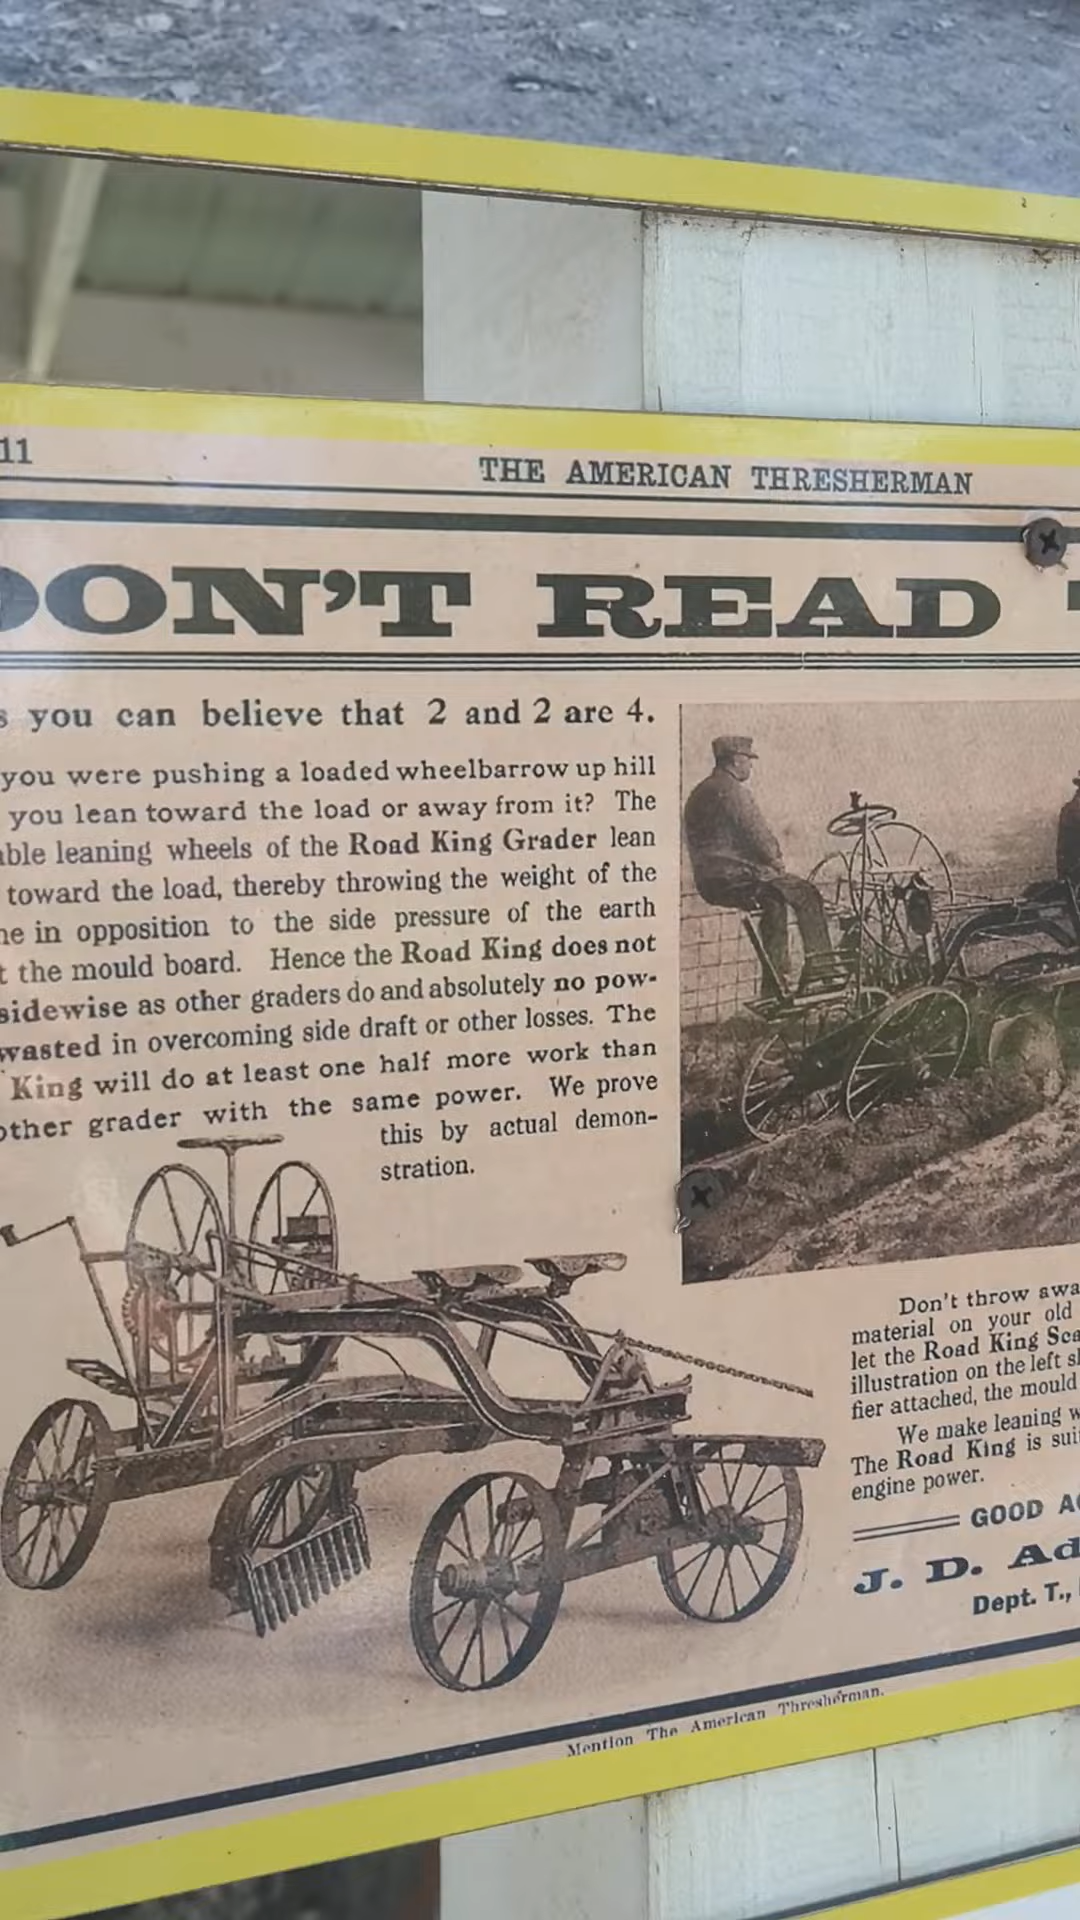 11
THE AMERICAN THRESHERMAN
DON'T READ
you can believe that 2 and 2 are 4.
you were pushing a loaded wheelbarrow up hill
you lean toward the load or away from it? The
able leaning wheels of the Road King Grader lean
toward the load, thereby throwing the weight of the
ne in opposition to the side pressure of the earth
t the mould board. Hence the Road King does not
sidewise as other graders do and absolutely no pow-
wasted in overcoming side draft or other losses. The
King will do at least one half more work than
other grader with the same power. We prove
this by actual demon-
stration.
Don't throw awa
material on your old
let the Road King Sca
illustration on the left s
fier attached, the mould
We make leaning w
The Road King is sui
engine power.
GOOD A
J. D. Ad
Dept. T.,
Mention The American Thresherman.